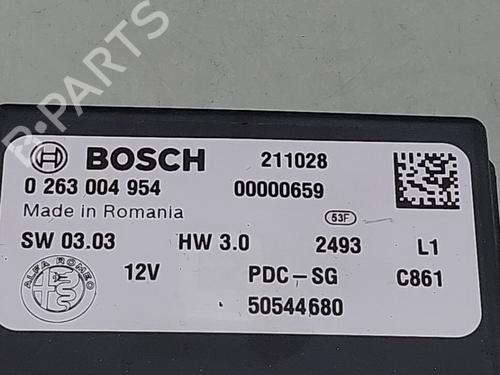 B-PARTS
BOSCH 211028
0 263 004 954 00000659
Made in Romania 53F
SW 03.03 HW 3.0 2493 L1
12V PDC-SG C861
ALFA ROMEO
50544680